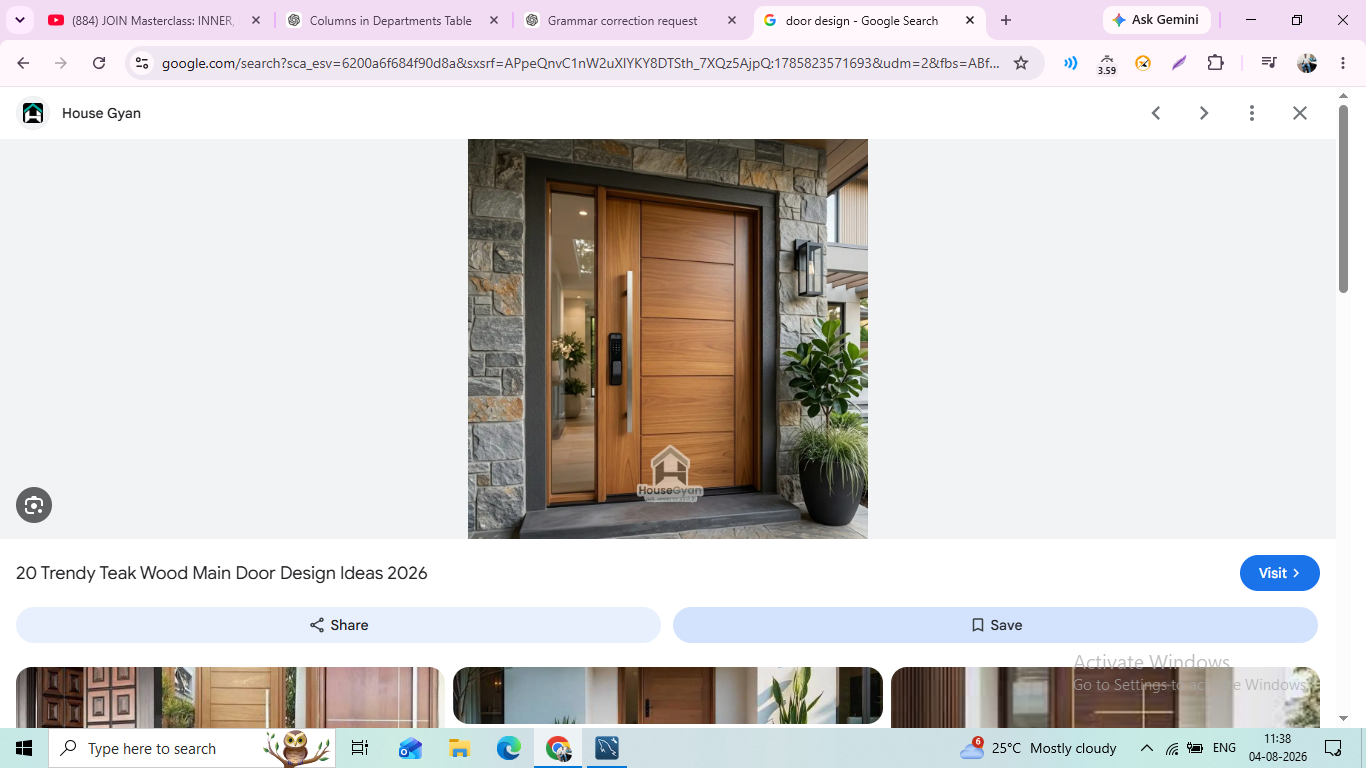 (884) JOIN Masterclass: INNER,
Columns in Departments Table
Grammar correction request
door design - Google Search
Ask Gemini
google.com/search?sca_esv=6200a6f684f90d8a&sxsrf=APpeQnvC1nW2uXlYKY8DTSth_7XQz5AjpQ:1785823571693&udm=2&fbs=ABf...
3.59
House Gyan
HouseGyan
20 Trendy Teak Wood Main Door Design Ideas 2026
Visit
Share
Save
Activate Windows
Go to Settings to activate Windows.
Type here to search
6
25°C Mostly cloudy
ENG
11:38
04-08-2026